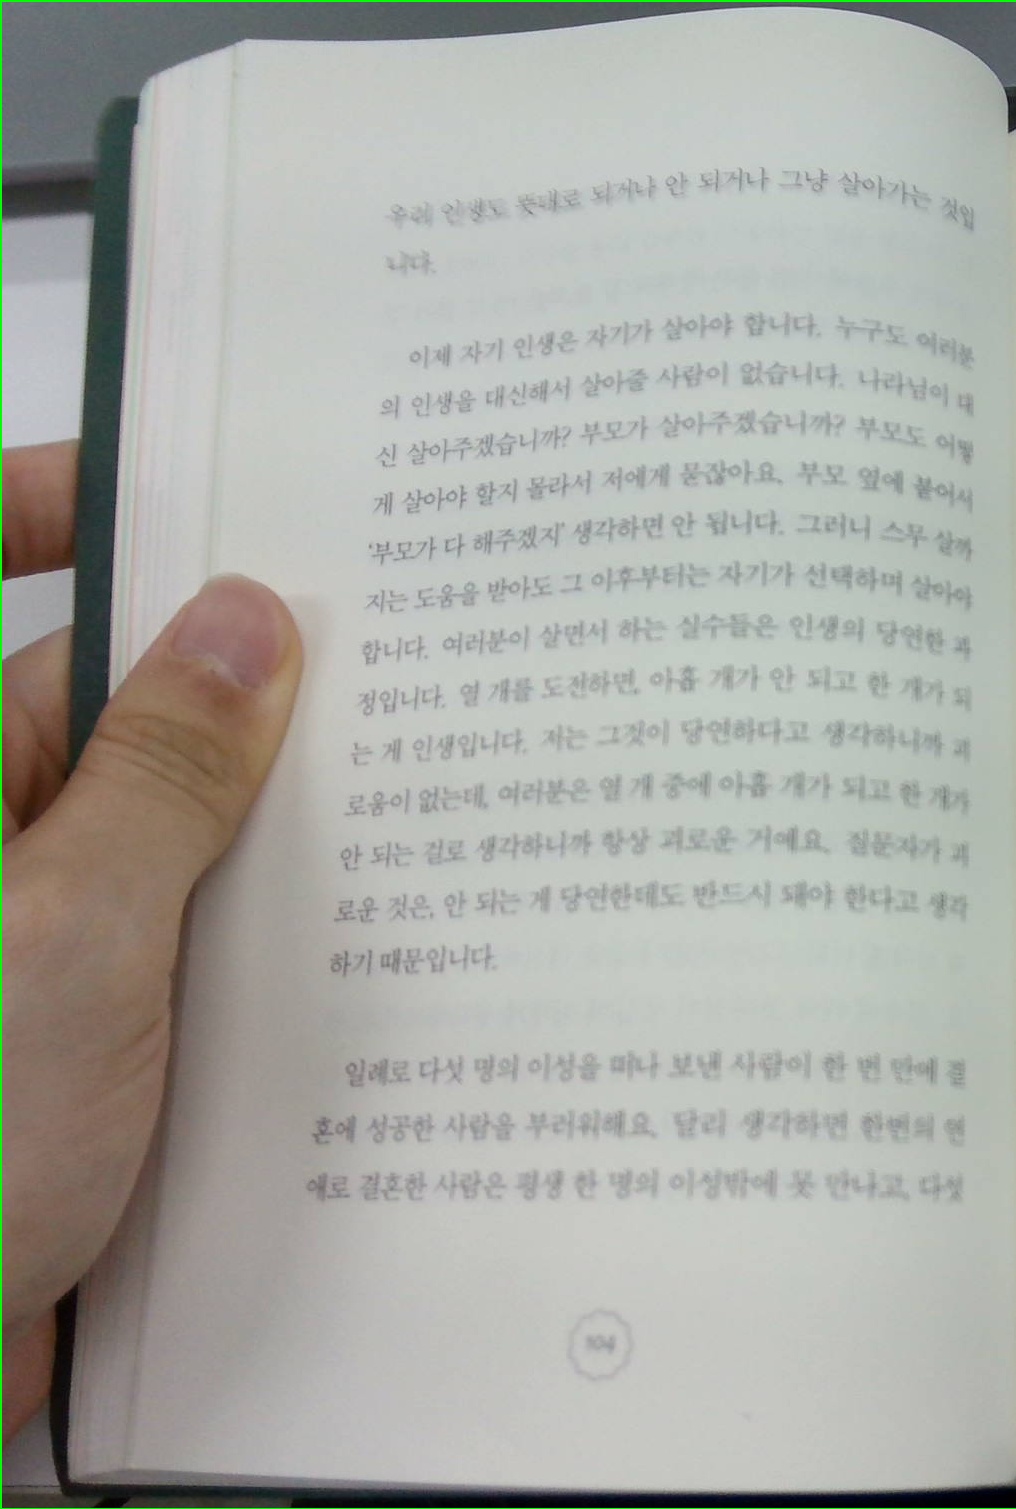 우리 인생도 뜻대로 되거나 안 되거나 그냥 살아가는 것입
니다.
이제 자기 인생은 자기가 살아야 합니다. 누구도 여러분
의 인생을 대신해서 살아줄 사람이 없습니다. 나라님이 대
신 살아주겠습니까? 부모가 살아주겠습니까? 부모도 어떻
게 살아야 할지 몰라서 저에게 묻잖아요. 부모 옆에 붙어서
'부모가 다 해주겠지' 생각하면 안 됩니다. 그러니 스무 살까
지는 도움을 받아도 그 이후부터는 자기가 선택하며 살아야
합니다. 여러분이 살면서 하는 실수들은 인생의 당연한 과
정입니다. 열 개를 도전하면, 아홉 개가 안 되고 한 개가 되
는 게 인생입니다. 저는 그것이 당연하다고 생각하니까 괴
로움이 없는데, 여러분은 열 개 중에 아홉 개가 되고 한 개가
안 되는 걸로 생각하니까 항상 괴로운 거예요. 질문자가 괴
로운 것은, 안 되는 게 당연한데도 반드시 돼야 한다고 생각
하기 때문입니다.
일례로 다섯 명의 이성을 떠나 보낸 사람이 한 번 만에 결
혼에 성공한 사람을 부러워해요. 달리 생각하면 한번의 연
애로 결혼한 사람은 평생 한 명의 이성밖에 못 만나고, 다섯
104